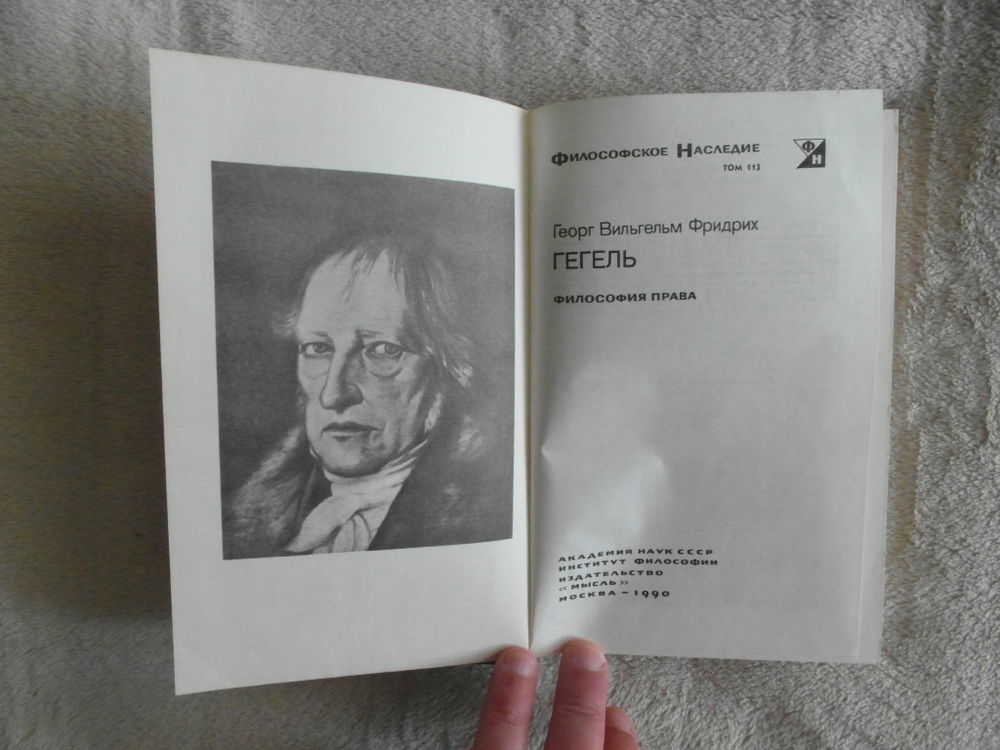 Философское Наследие
ТОМ 113
ФН
Георг Вильгельм Фридрих
ГЕГЕЛЬ
ФИЛОСОФИЯ ПРАВА
АКАДЕМИЯ НАУК СССР
ИНСТИТУТ ФИЛОСОФИИ
ИЗДАТЕЛЬСТВО
«МЫСЛЬ»
МОСКВА – 1990